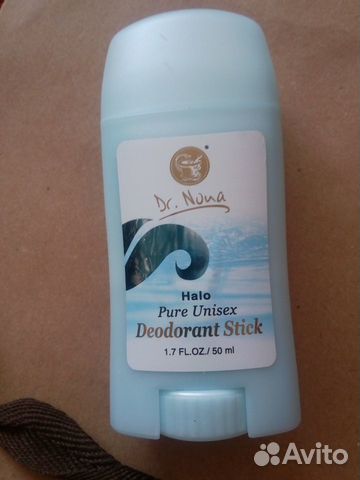 Dr. Nona
Halo
Pure Unisex
Deodorant Stick
1.7 FL.OZ./ 50 ml
Avito